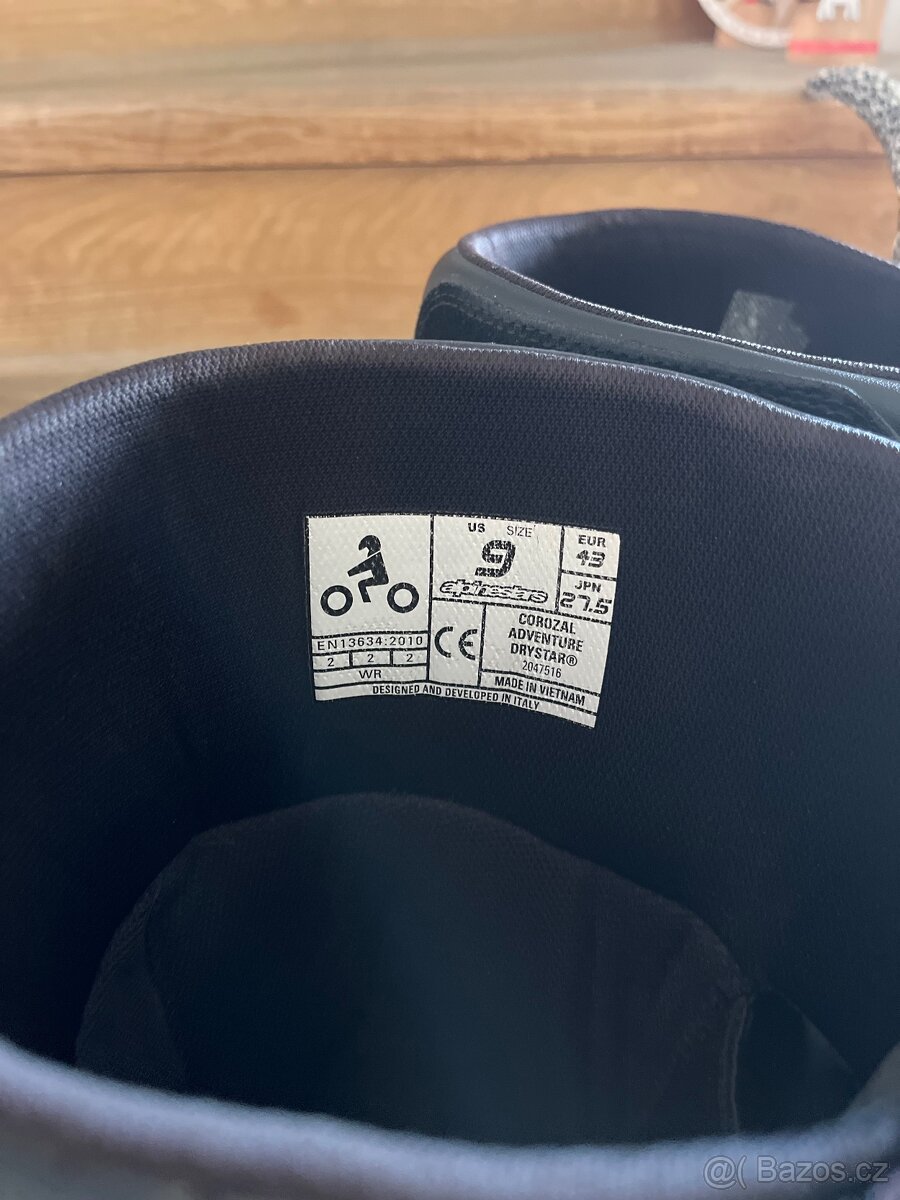 US SIZE
9
alpinestars
EUR
43
JPN
27.5
EN13634:2010
2 2 2
WR
CE
COROZAL
ADVENTURE
DRYSTAR®
2047516
MADE IN VIETNAM
DESIGNED AND DEVELOPED IN ITALY
@( Bazos.cz